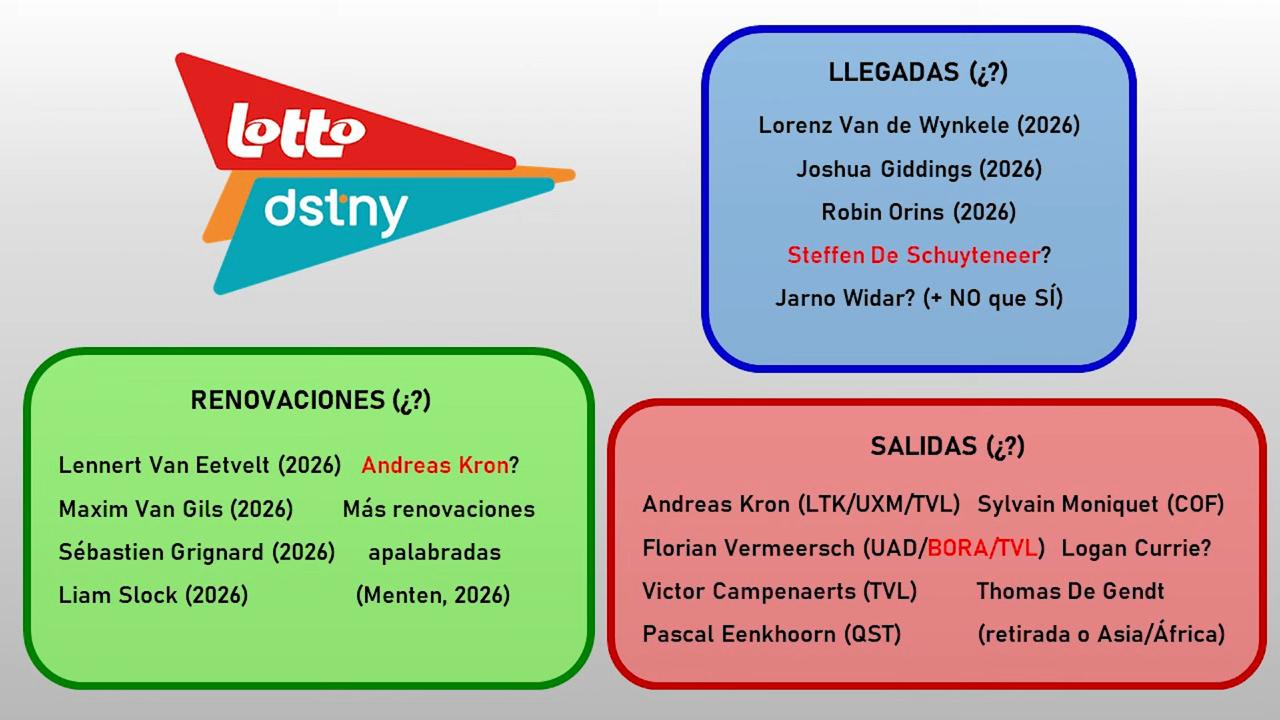 lotto
dstny
LLEGADAS (¿?)
Lorenz Van de Wynkele (2026)
Joshua Giddings (2026)
Robin Orins (2026)
Steffen De Schuyteneer?
Jarno Widar? (+ NO que SÍ)
RENOVACIONES (¿?)
Lennert Van Eetvelt (2026) Andreas Kron?
Maxim Van Gils (2026) Más renovaciones
Sébastien Grignard (2026) apalabradas
Liam Slock (2026) (Menten, 2026)
SALIDAS (¿?)
Andreas Kron (LTK/UXM/TVL) Sylvain Moniquet (COF)
Florian Vermeersch (UAD/BORA/TVL) Logan Currie?
Victor Campenaerts (TVL) Thomas De Gendt
Pascal Eenkhoorn (QST) (retirada o Asia/África)